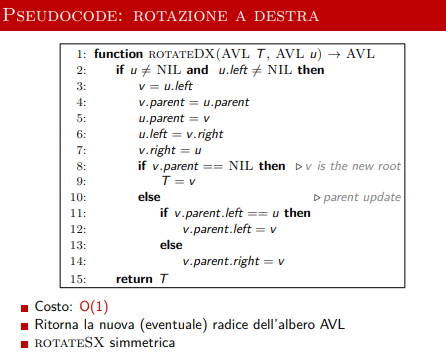 Pseudocode: rotazione a destra
1: function rotateDX(AVL T, AVL u) → AVL
2: if u ≠ NIL and u.left ≠ NIL then
3: v = u.left
4: v.parent = u.parent
5: u.parent = v
6: u.left = v.right
7: v.right = u
8: if v.parent == NIL then ▷ v is the new root
9: T = v
10: else ▷ parent update
11: if v.parent.left == u then
12: v.parent.left = v
13: else
14: v.parent.right = v
15: return T
Costo: O(1)
Ritorna la nuova (eventuale) radice dell'albero AVL
rotateSX simmetrica